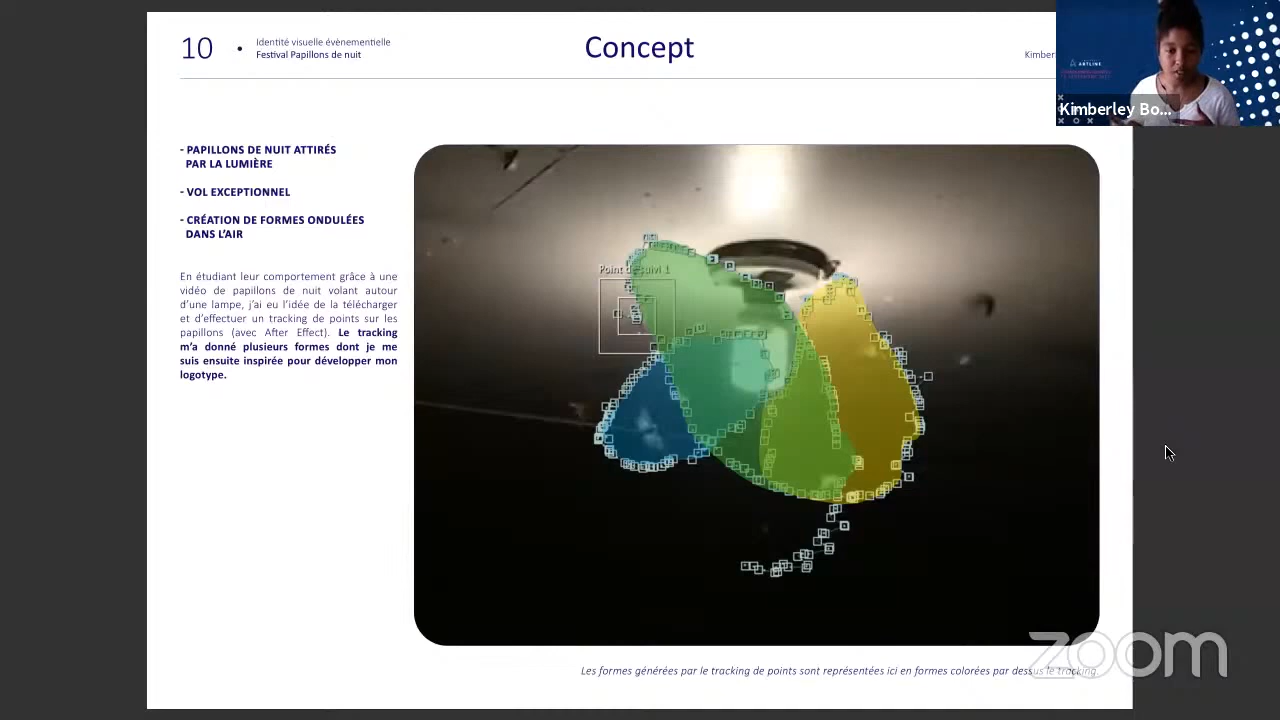 10
•
Identité visuelle évènementielle
Festival Papillons de nuit
Concept
Kimber
ARTLINE
Kimberley Bo...
- PAPILLONS DE NUIT ATTIRÉS
PAR LA LUMIÈRE
- VOL EXCEPTIONNEL
- CRÉATION DE FORMES ONDULÉES
DANS L’AIR
En étudiant leur comportement grâce à une
vidéo de papillons de nuit volant autour
d’une lampe, j’ai eu l’idée de la télécharger
et d’effectuer un tracking de points sur les
papillons (avec After Effect). Le tracking
m’a donné plusieurs formes dont je me
suis ensuite inspirée pour développer mon
logotype.
Point de suivi 1
Les formes générées par le tracking de points sont représentées ici en formes colorées par dessus le tracking.
zoom